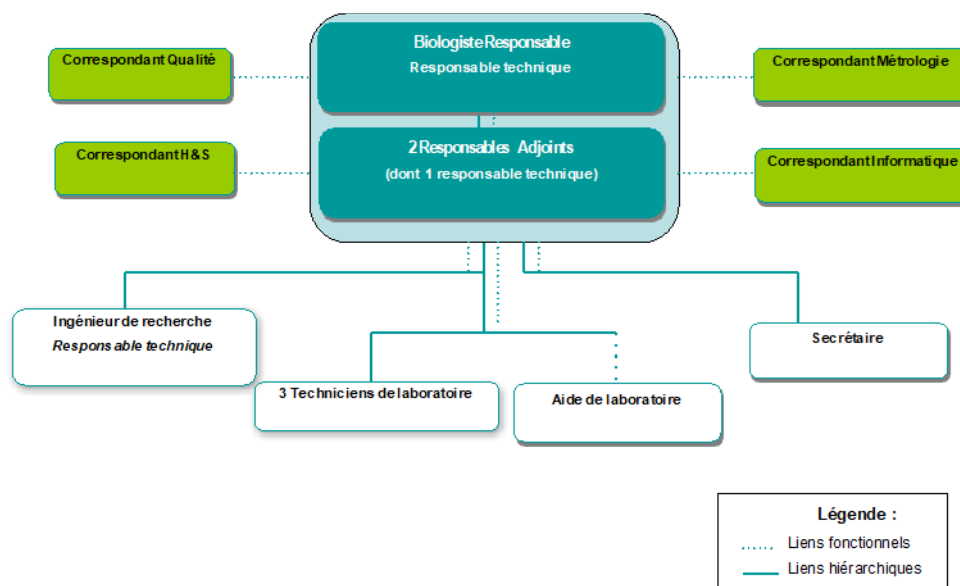 Biologiste Responsable
Responsable technique
Correspondant Qualité
Correspondant Métrologie
2 Responsables Adjoints
(dont 1 responsable technique)
Correspondant H & S
Correspondant Informatique
Ingénieur de recherche
Responsable technique
Secrétaire
3 Techniciens de laboratoire
Aide de laboratoire
Légende :
Liens fonctionnels
Liens hiérarchiques